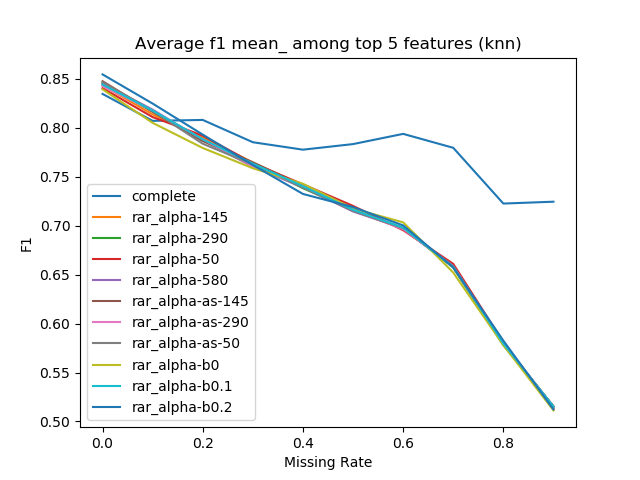 Average f1 mean_ among top 5 features (knn)
F1
0.85
0.80
0.75
0.70
0.65
0.60
0.55
0.50
complete
rar_alpha-145
rar_alpha-290
rar_alpha-50
rar_alpha-580
rar_alpha-as-145
rar_alpha-as-290
rar_alpha-as-50
rar_alpha-b0
rar_alpha-b0.1
rar_alpha-b0.2
0.0 0.2 0.4 0.6 0.8
Missing Rate